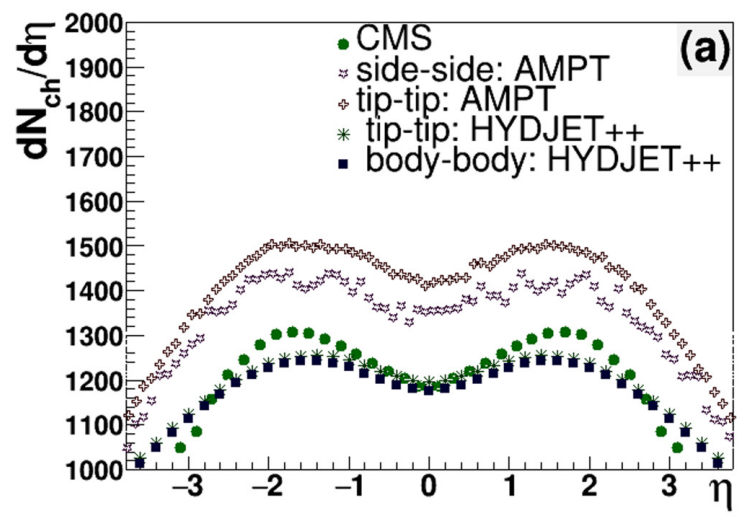 dN_ch/dη
2000
1900
1800
1700
1600
1500
1400
1300
1200
1100
1000
(a)
CMS
side-side: AMPT
tip-tip: AMPT
tip-tip: HYDJET++
body-body: HYDJET++
−3 −2 −1 0 1 2 3 η